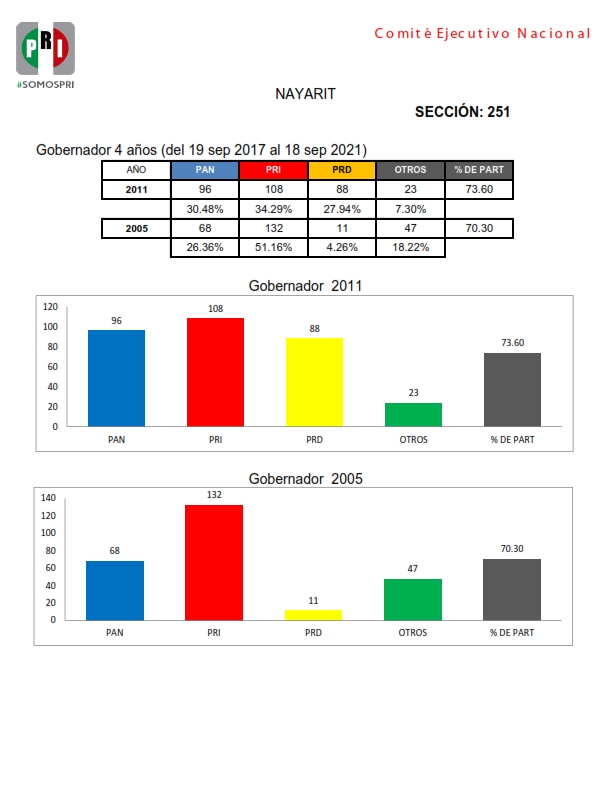 Comité Ejecutivo Nacional
PRI
#SOMOSPRI
NAYARIT
SECCIÓN: 251
Gobernador 4 años (del 19 sep 2017 al 18 sep 2021)
AÑO PAN PRI PRD OTROS % DE PART
2011 96 108 88 23 73.60
30.48% 34.29% 27.94% 7.30%
2005 68 132 11 47 70.30
26.36% 51.16% 4.26% 18.22%
Gobernador 2011
120
100
80
60
40
20
0
96
108
88
23
73.60
PAN PRI PRD OTROS % DE PART
Gobernador 2005
140
120
100
80
60
40
20
0
68
132
11
47
70.30
PAN PRI PRD OTROS % DE PART